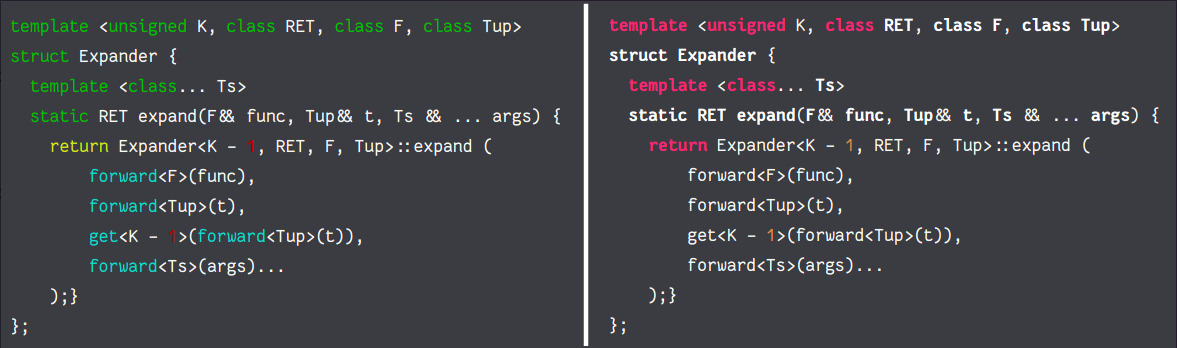 template <unsigned K, class RET, class F, class Tup>
struct Expander {
template <class... Ts>
static RET expand(F&& func, Tup&& t, Ts && ... args) {
return Expander<K - 1, RET, F, Tup>::expand (
forward<F>(func),
forward<Tup>(t),
get<K - 1>(forward<Tup>(t)),
forward<Ts>(args)...
);}
};
template <unsigned K, class RET, class F, class Tup>
struct Expander {
template <class... Ts>
static RET expand(F&& func, Tup&& t, Ts && ... args) {
return Expander<K - 1, RET, F, Tup>::expand (
forward<F>(func),
forward<Tup>(t),
get<K - 1>(forward<Tup>(t)),
forward<Ts>(args)...
);}
};